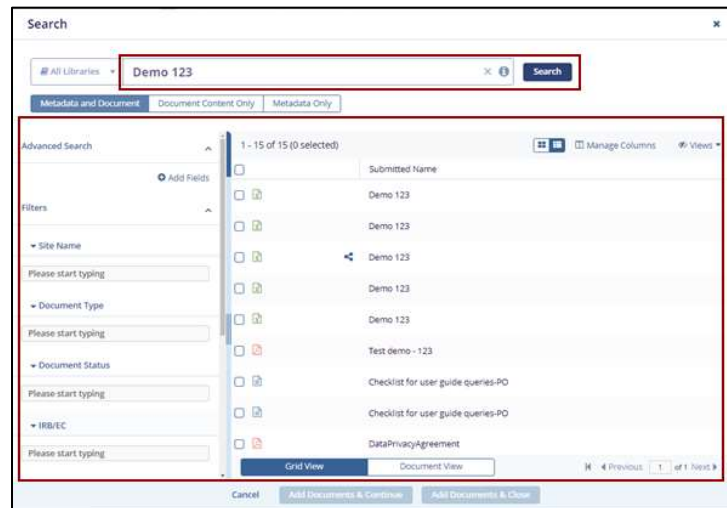 Search
All Libraries
Demo 123
Search
Metadata and Document Document Content Only Metadata Only
Advanced Search
Add Fields
Filters
Site Name
Please start typing
Document Type
Please start typing
Document Status
Please start typing
IRB/EC
Please start typing
1 - 15 of 15 (0 selected) Manage Columns Views
Submitted Name
Demo 123
Demo 123
Demo 123
Demo 123
Demo 123
Test demo - 123
Checklist for user guide queries-PO
Checklist for user guide queries-PO
DataPrivacyAgreement
Grid View Document View Previous 1 of 1 Next
Cancel Add Documents & Continue Add Documents & Close